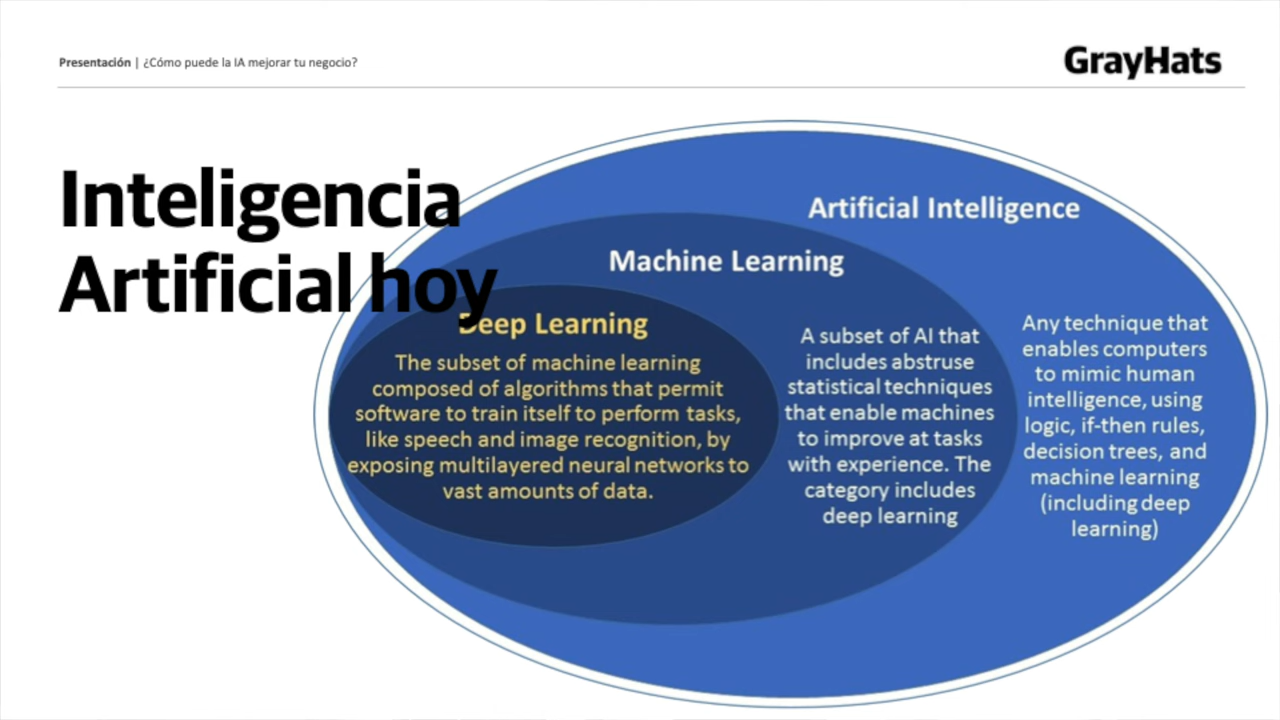 Presentación | ¿Cómo puede la IA mejorar tu negocio?
GrayHats
Inteligencia
Artificial hoy
Artificial Intelligence
Machine Learning
Deep Learning
The subset of machine learning
composed of algorithms that permit
software to train itself to perform tasks,
like speech and image recognition, by
exposing multilayered neural networks to
vast amounts of data.
A subset of AI that
includes abstruse
statistical techniques
that enable machines
to improve at tasks
with experience. The
category includes
deep learning
Any technique that
enables computers
to mimic human
intelligence, using
logic, if-then rules,
decision trees, and
machine learning
(including deep
learning)